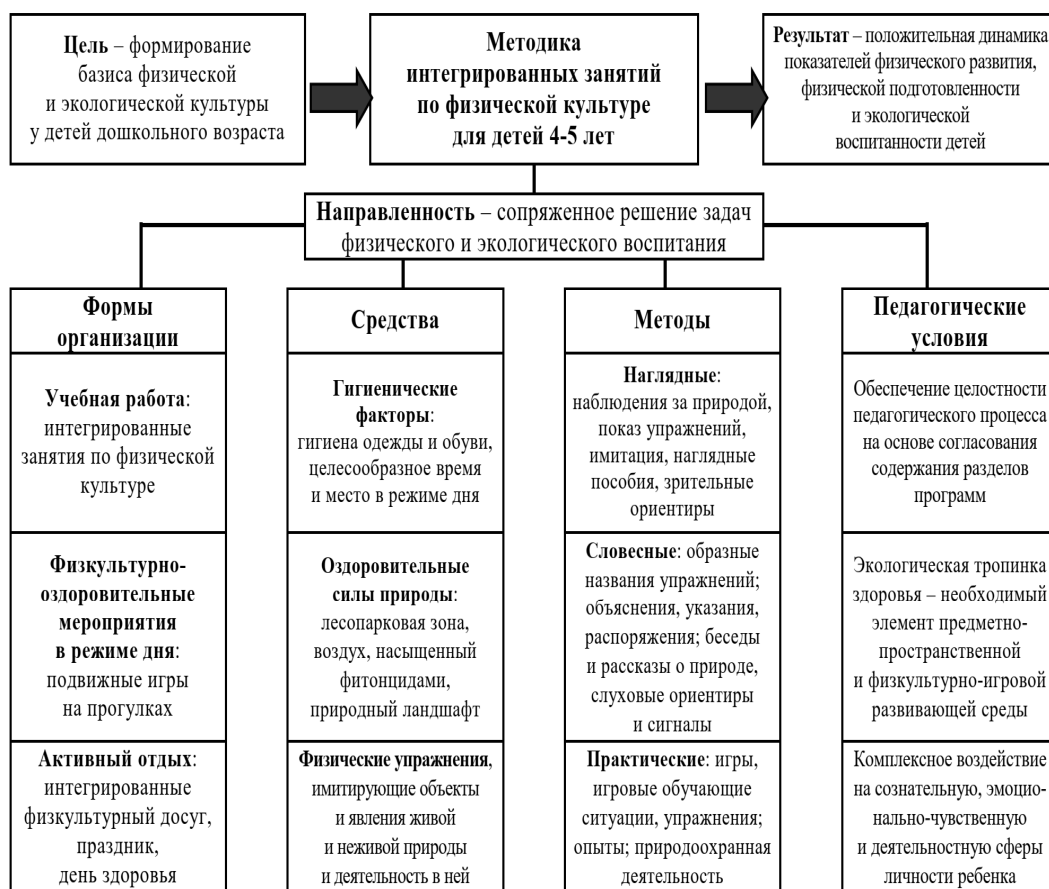 Цель – формирование
базиса физической
и экологической культуры
у детей дошкольного возраста
Методика
интегрированных занятий
по физической культуре
для детей 4-5 лет
Результат – положительная динамика
показателей физического развития,
физической подготовленности
и экологической
воспитанности детей
Направленность – сопряженное решение задач
физического и экологического воспитания
Формы
организации
Учебная работа:
интегрированные
занятия по физической
культуре
Физкультурно-
оздоровительные
мероприятия
в режиме дня:
подвижные игры
на прогулках
Активный отдых:
интегрированные
физкультурный досуг,
праздник,
день здоровья
Средства
Гигиенические
факторы:
гигиена одежды и обуви,
целесообразное время
и место в режиме дня
Оздоровительные
силы природы:
лесопарковая зона,
воздух, насыщенный
фитонцидами,
природный ландшафт
Физические упражнения,
имитирующие объекты
и явления живой
и неживой природы
и деятельность в ней
Методы
Наглядные:
наблюдения за природой,
показ упражнений,
имитация, наглядные
пособия, зрительные
ориентиры
Словесные: образные
названия упражнений;
объяснения, указания,
распоряжения; беседы
и рассказы о природе,
слуховые ориентиры
и сигналы
Практические: игры,
игровые обучающие
ситуации, упражнения;
опыты; природоохранная
деятельность
Педагогические
условия
Обеспечение целостности
педагогического процесса
на основе согласования
содержания разделов
программ
Экологическая тропинка
здоровья – необходимый
элемент предметно-
пространственной
и физкультурно-игровой
развивающей среды
Комплексное воздействие
на сознательную, эмоцио-
нально-чувственную
и деятельностную сферы
личности ребенка